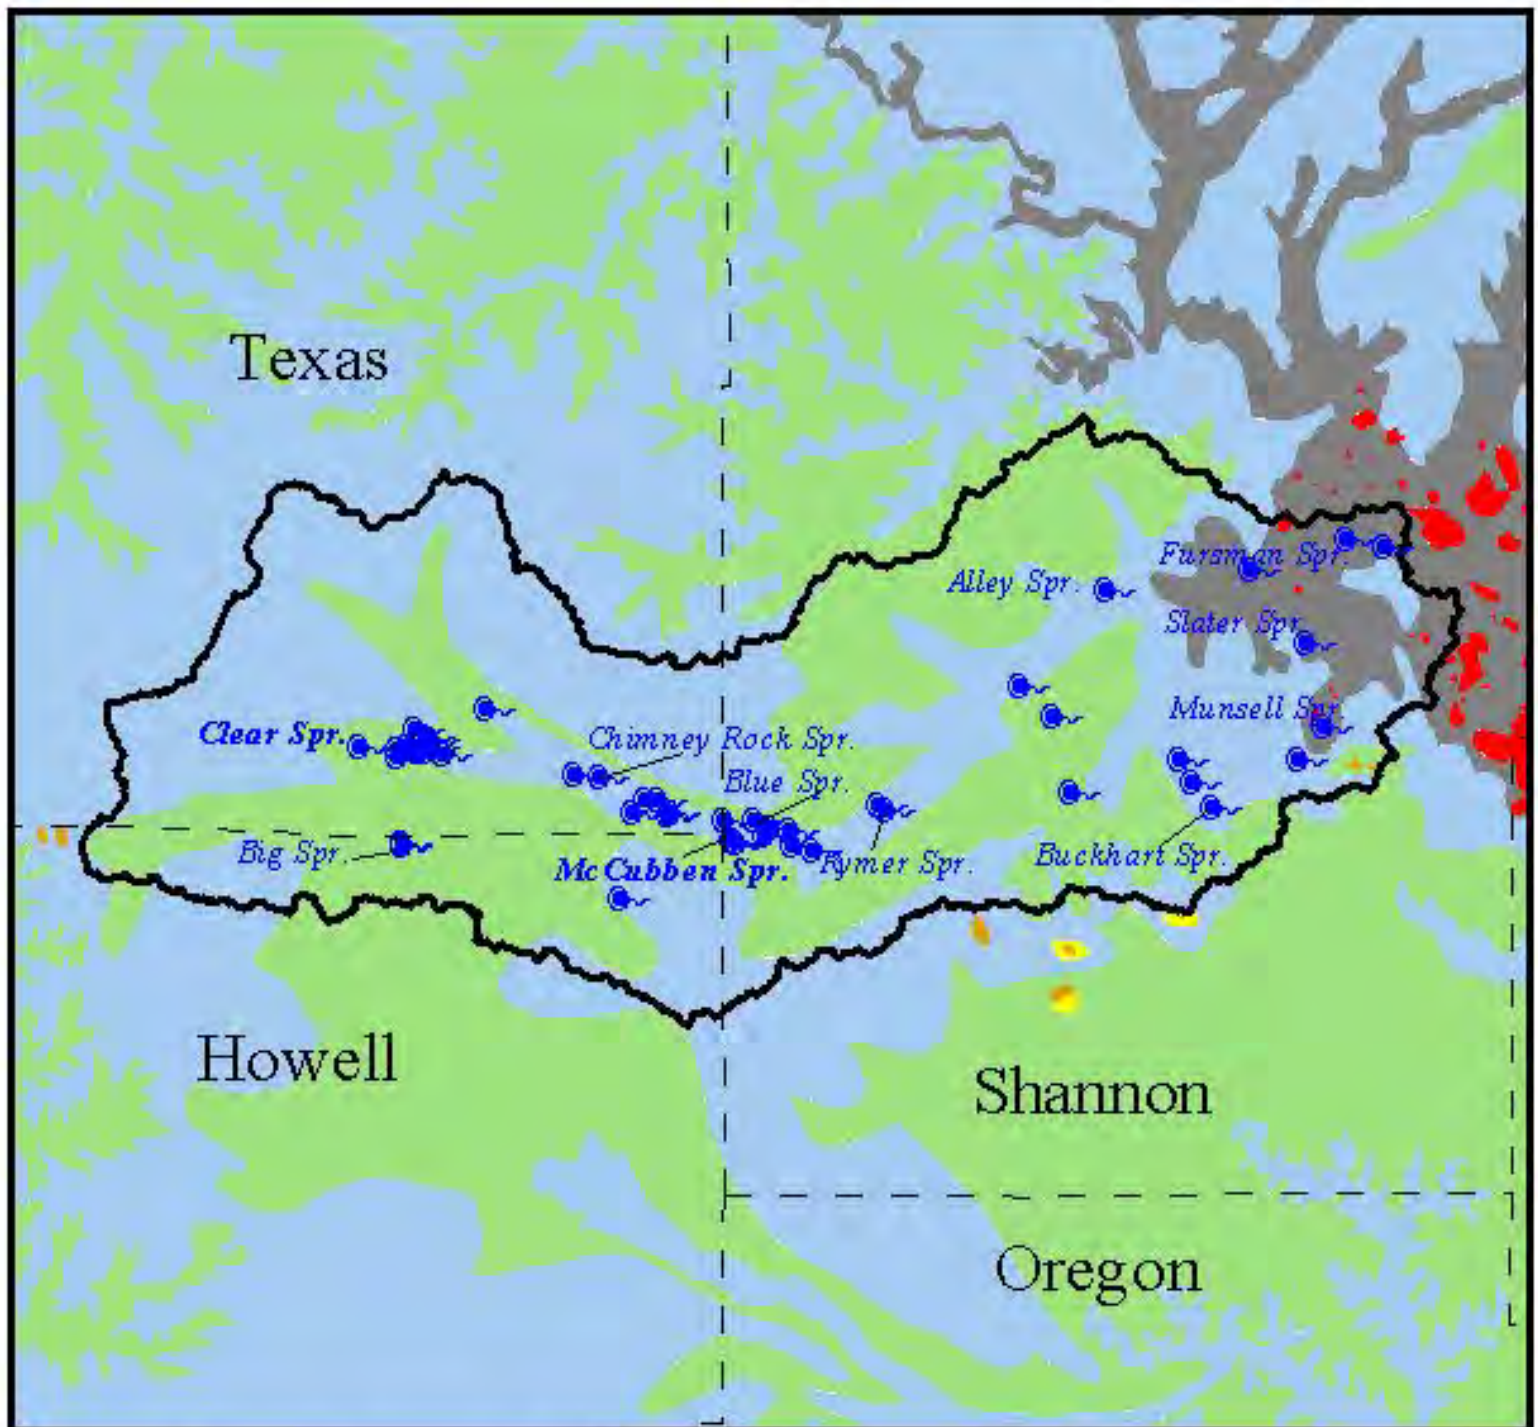 Texas
Fursman Spr.
Alley Spr.
Slater Spr.
Munsell Spr.
Clear Spr.
Chimney Rock Spr.
Blue Spr.
Big Spr.
McCubben Spr.
Rymer Spr.
Buckhart Spr.
Howell
Shannon
Oregon